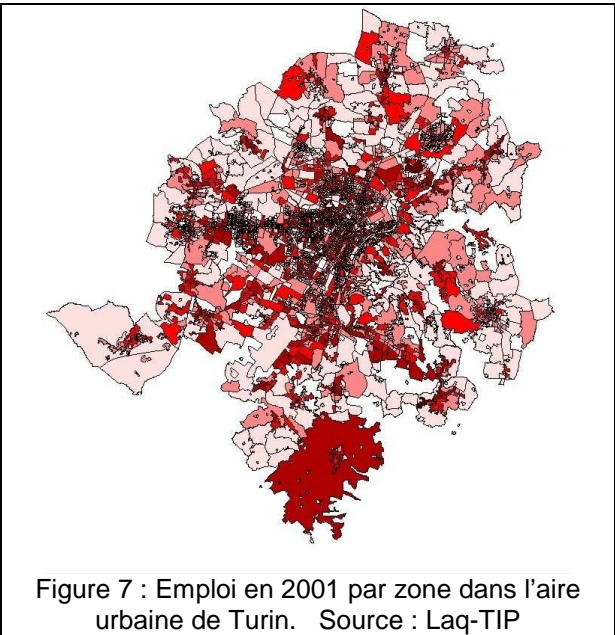 Figure 7 : Emploi en 2001 par zone dans l'aire
urbaine de Turin. Source : Laq-TIP